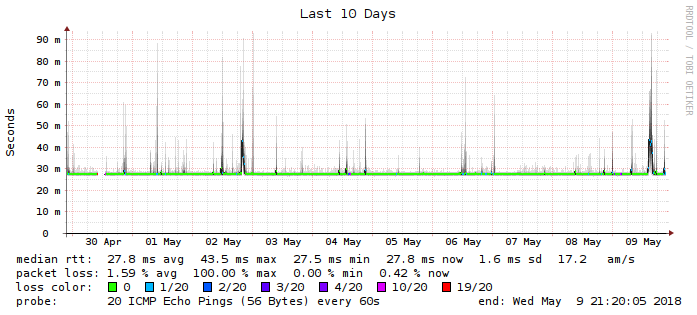 Last 10 Days
RRDTOOL / TOBI OETIKER
Seconds
90 m
80 m
70 m
60 m
50 m
40 m
30 m
20 m
10 m
0
30 Apr 01 May 02 May 03 May 04 May 05 May 06 May 07 May 08 May 09 May
median rtt: 27.8 ms avg 43.5 ms max 27.5 ms min 27.8 ms now 1.6 ms sd 17.2 am/s
packet loss: 1.59 % avg 100.00 % max 0.00 % min 0.42 % now
loss color: 0 1/20 2/20 3/20 4/20 10/20 19/20
probe: 20 ICMP Echo Pings (56 Bytes) every 60s end: Wed May 9 21:20:05 2018